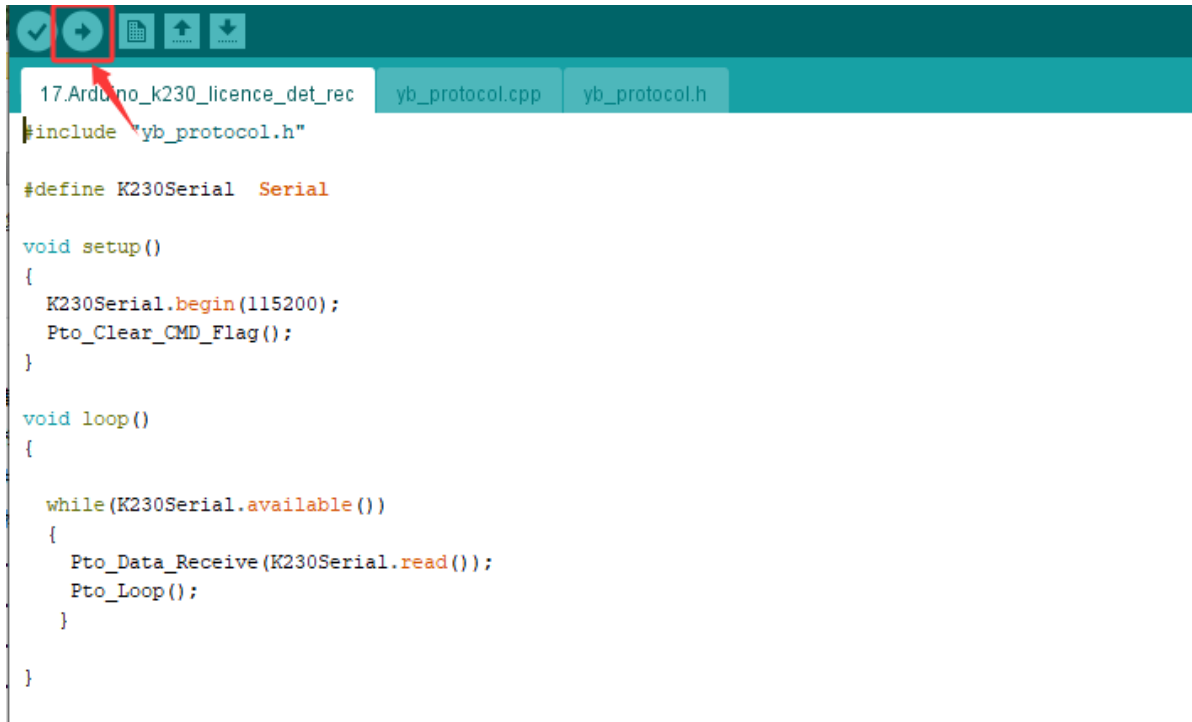 17.Arduino_k230_licence_det_rec yb_protocol.cpp yb_protocol.h
#include "yb_protocol.h"
#define K230Serial  Serial
void setup()
{
  K230Serial.begin(115200);
  Pto_Clear_CMD_Flag();
}
void loop()
{
  while(K230Serial.available())
  {
    Pto_Data_Receive(K230Serial.read());
    Pto_Loop();
   }
}